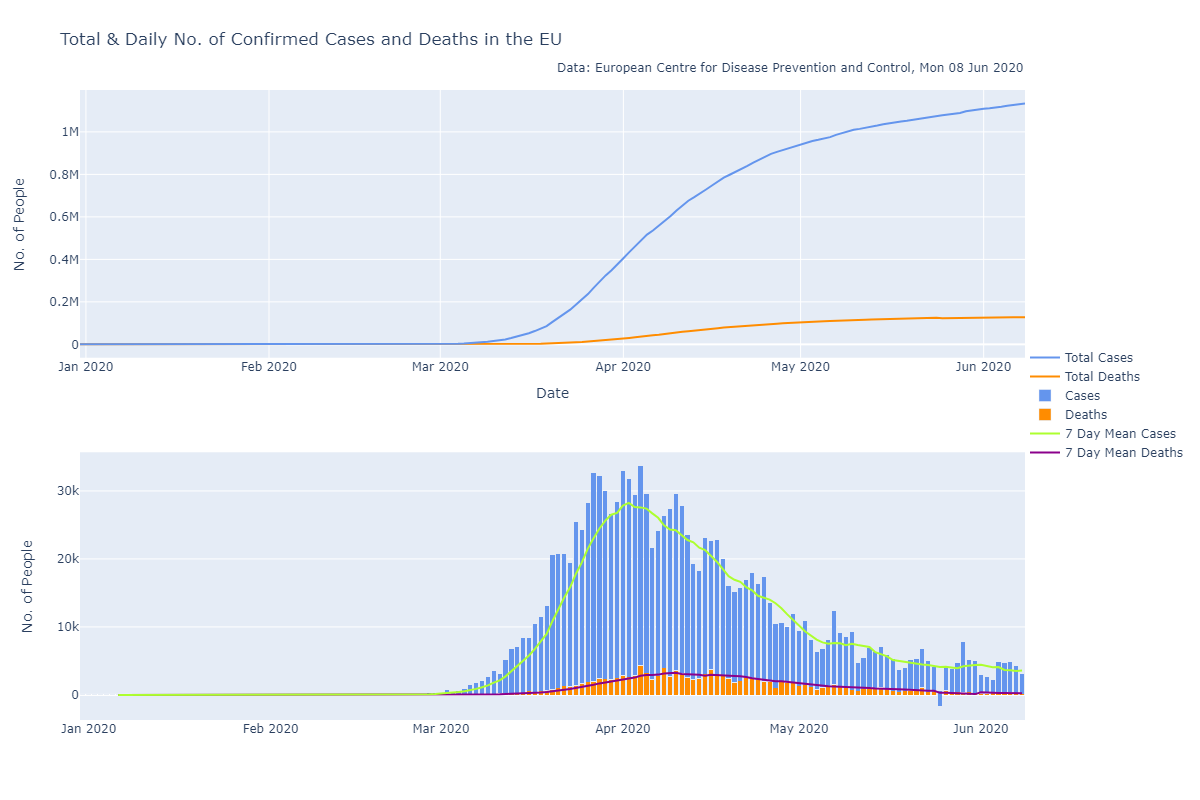 Total & Daily No. of Confirmed Cases and Deaths in the EU
Data: European Centre for Disease Prevention and Control, Mon 08 Jun 2020
No. of People
1M
0.8M
0.6M
0.4M
0.2M
0
Jan 2020 Feb 2020 Mar 2020 Apr 2020 May 2020 Jun 2020
Date
Total Cases
Total Deaths
Cases
Deaths
7 Day Mean Cases
7 Day Mean Deaths
No. of People
30k
20k
10k
0
Jan 2020 Feb 2020 Mar 2020 Apr 2020 May 2020 Jun 2020